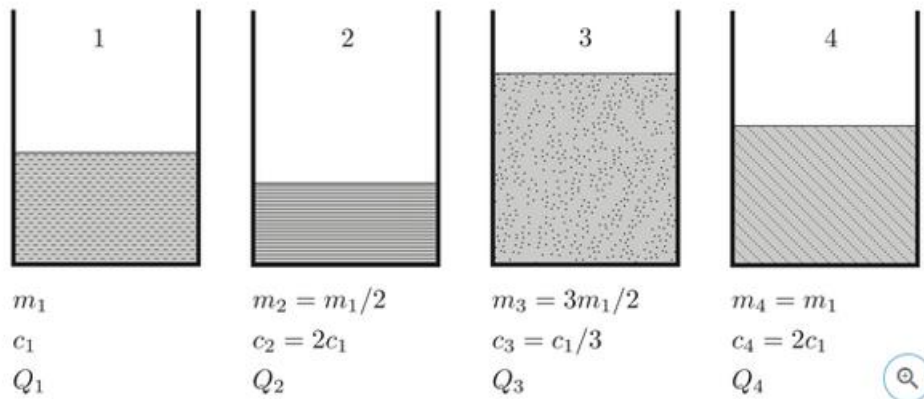 1 2 3 4
m₁ m₂ = m₁/2 m₃ = 3m₁/2 m₄ = m₁
c₁ c₂ = 2c₁ c₃ = c₁/3 c₄ = 2c₁
Q₁ Q₂ Q₃ Q₄